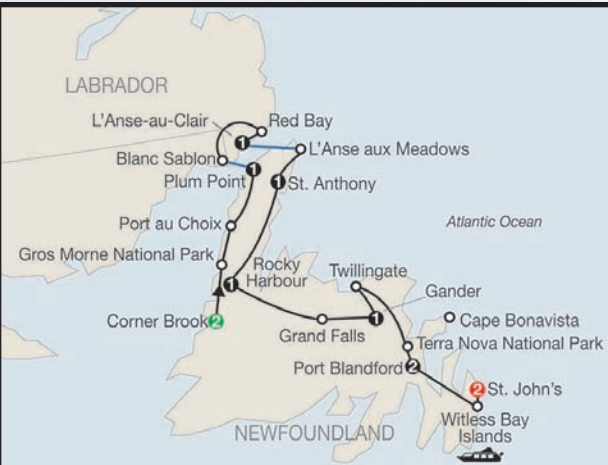 LABRADOR
L'Anse-au-Clair
Red Bay
1
L'Anse aux Meadows
Blanc Sablon
Plum Point
1
1
St. Anthony
Port au Choix
Atlantic Ocean
Gros Morne National Park
Rocky
Harbour
1
Twillingate
Gander
Corner Brook
2
Grand Falls
1
Cape Bonavista
Terra Nova National Park
Port Blandford
2
2
St. John's
Witless Bay
Islands
NEWFOUNDLAND